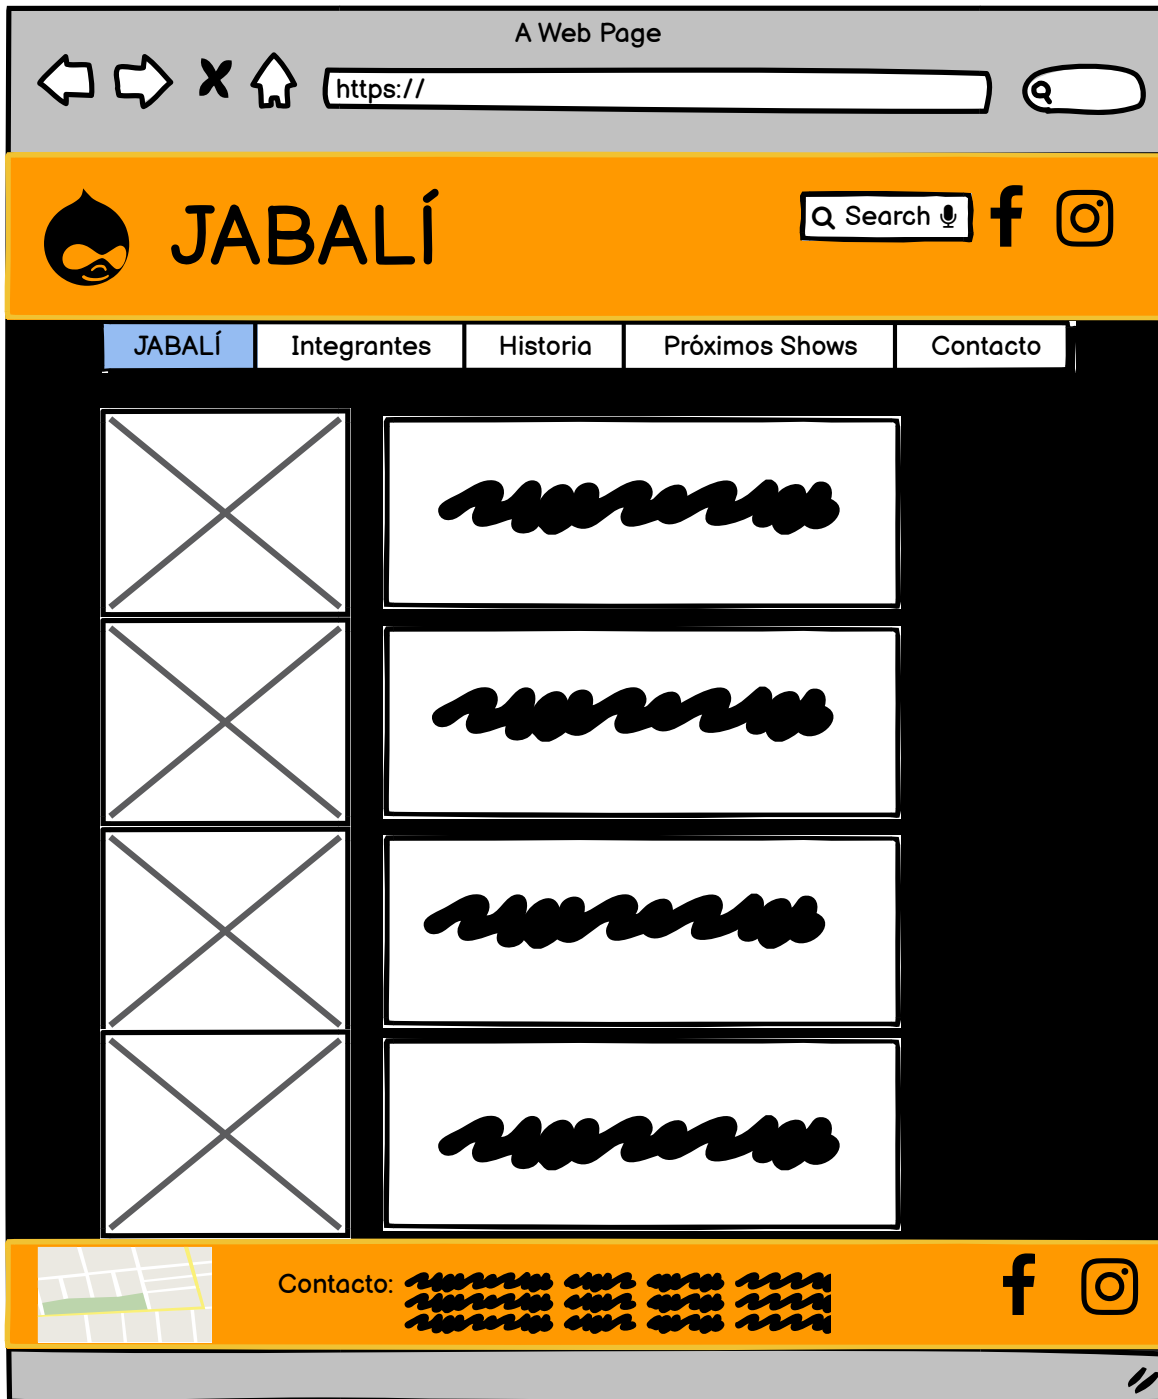 A Web Page
https://
JABALÍ
Search
JABALÍ Integrantes Historia Próximos Shows Contacto
Contacto: